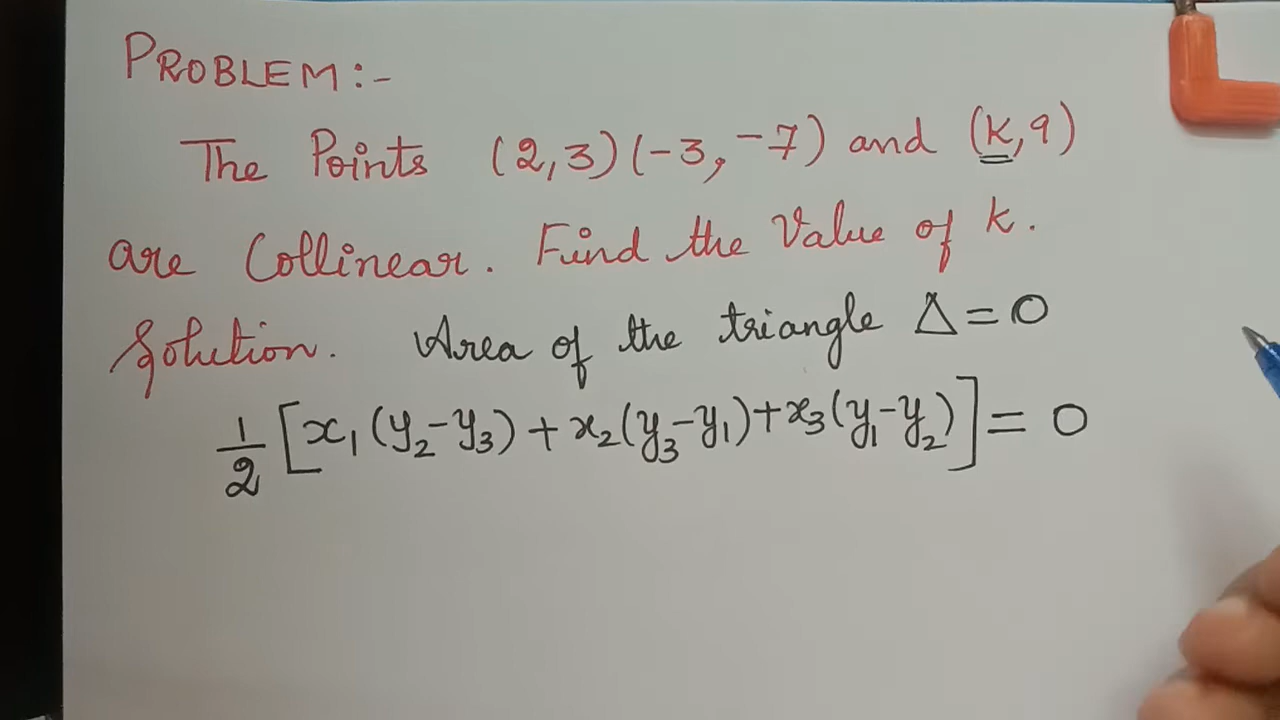 PROBLEM:-
The Points (2,3)(-3,-7) and (k,9)
are Collinear. Find the Value of k.
Solution. Area of the triangle Δ=0
1/2 [x₁(y₂-y₃)+x₂(y₃-y₁)+x₃(y₁-y₂)]=0